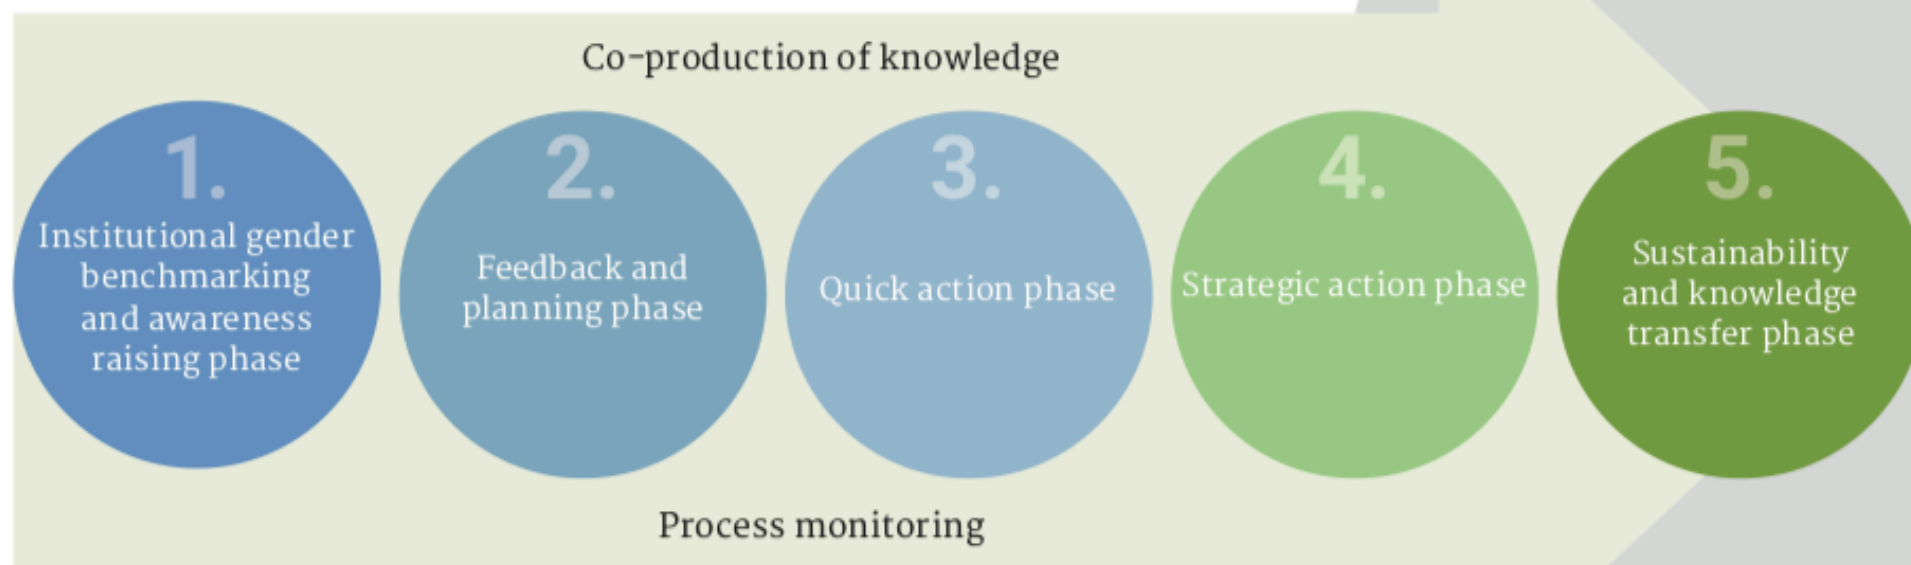 Co-production of knowledge
1.
Institutional gender
benchmarking
and awareness
raising phase
2.
Feedback and
planning phase
3.
Quick action phase
4.
Strategic action phase
5.
Sustainability
and knowledge
transfer phase
Process monitoring